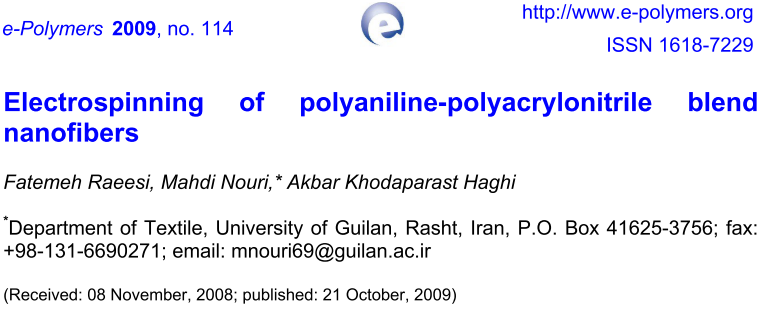 e-Polymers 2009, no. 114
http://www.e-polymers.org
ISSN 1618-7229
Electrospinning of polyaniline-polyacrylonitrile blend
nanofibers
Fatemeh Raeesi, Mahdi Nouri,* Akbar Khodaparast Haghi
*Department of Textile, University of Guilan, Rasht, Iran, P.O. Box 41625-3756; fax:
+98-131-6690271; email: mnouri69@guilan.ac.ir
(Received: 08 November, 2008; published: 21 October, 2009)